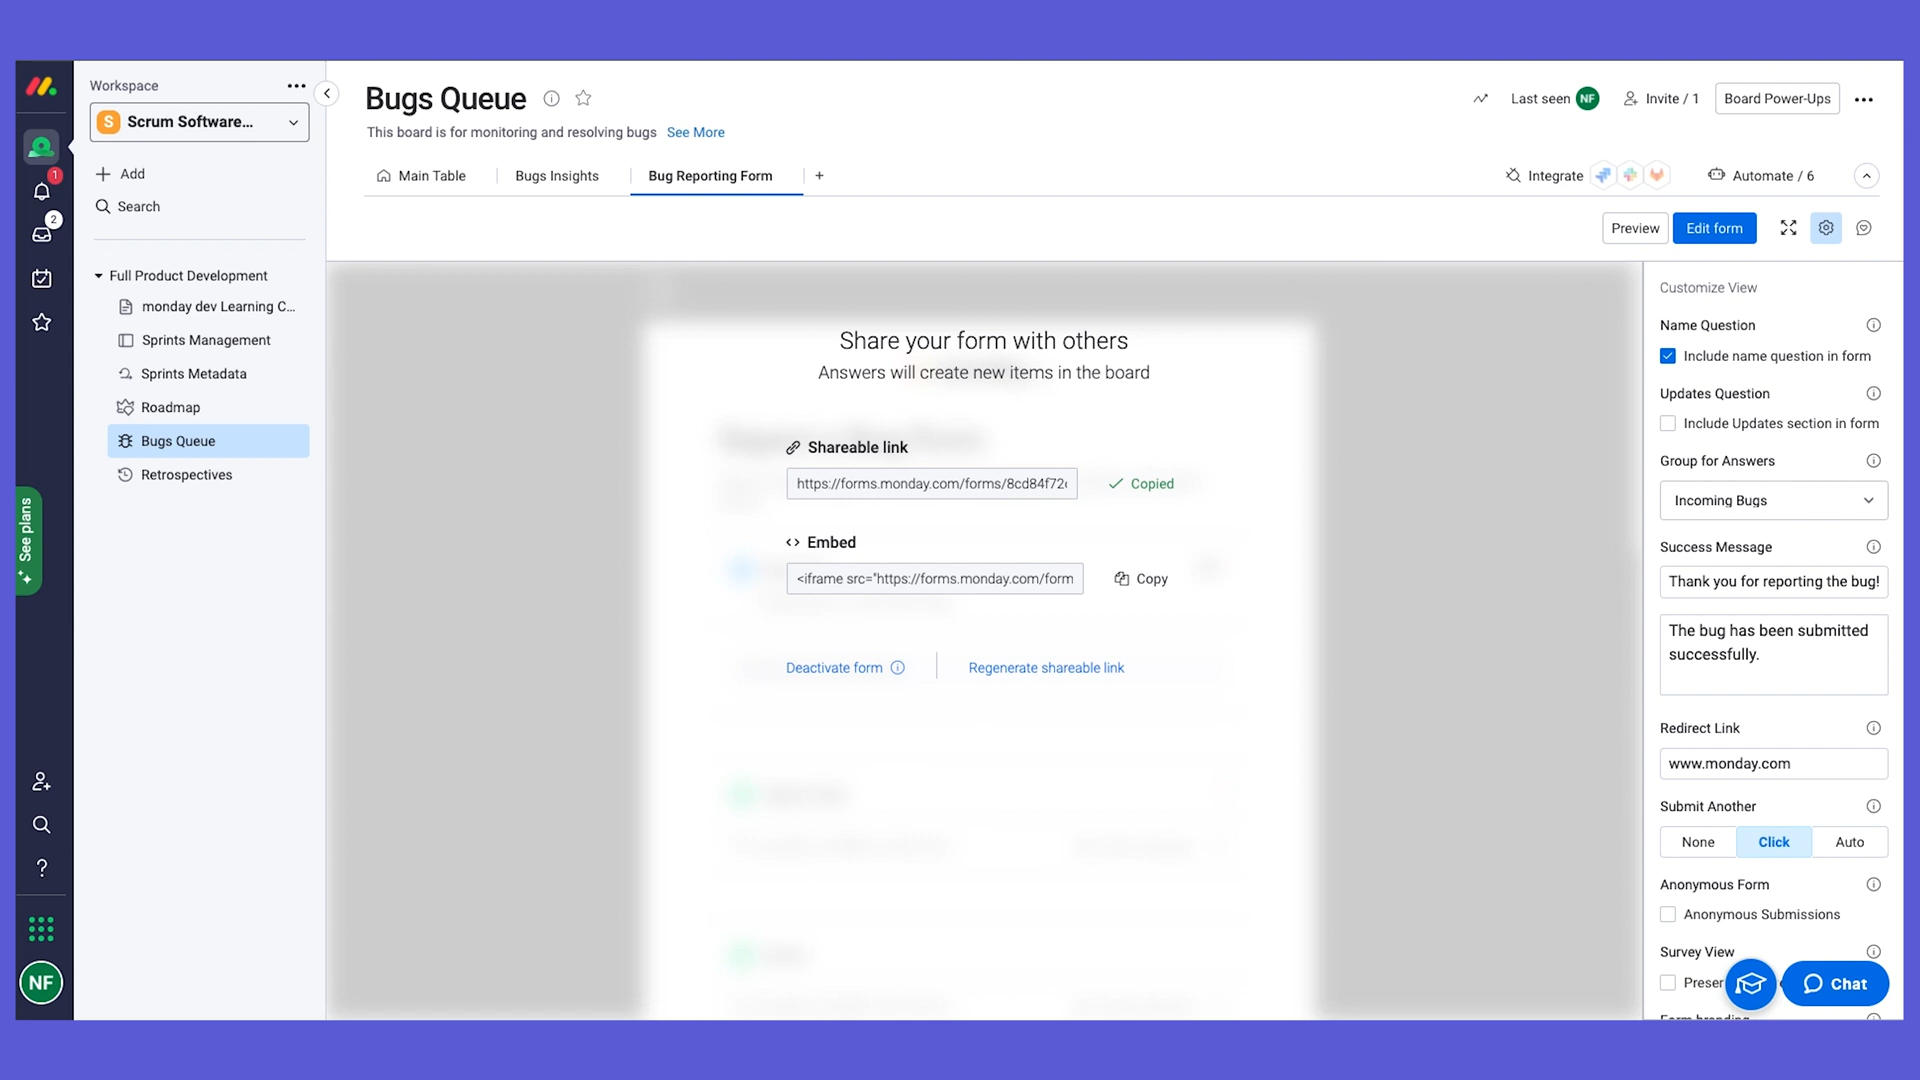 Workspace
S Scrum Software...
Add
Search
1
2
Full Product Development
monday dev Learning C...
Sprints Management
Sprints Metadata
Roadmap
Bugs Queue
Retrospectives
See plans
?
NF
Bugs Queue
This board is for monitoring and resolving bugs See More
Last seen NF
Invite / 1
Board Power-Ups
Main Table
Bugs Insights
Bug Reporting Form
+
Integrate
Automate / 6
Preview
Edit form
Share your form with others
Answers will create new items in the board
Shareable link
https://forms.monday.com/forms/8cd84f72
Copied
<> Embed
<iframe src="https://forms.monday.com/form
Copy
Deactivate form
Regenerate shareable link
Customize View
Name Question
Include name question in form
Updates Question
Include Updates section in form
Group for Answers
Incoming Bugs
Success Message
Thank you for reporting the bug!
The bug has been submitted
successfully.
Redirect Link
www.monday.com
Submit Another
None Click Auto
Anonymous Form
Anonymous Submissions
Survey View
Preser
Chat